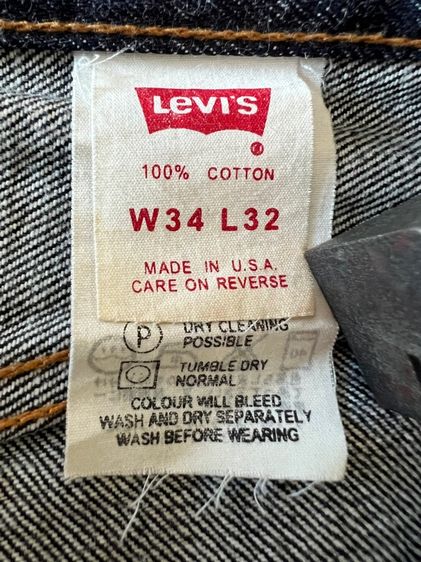 LEVI'S
®
100% COTTON
W34 L32
MADE IN U.S.A.
CARE ON REVERSE
P DRY CLEANING
POSSIBLE
TUMBLE DRY
NORMAL
COLOUR WILL BLEED
WASH AND DRY SEPARATELY
WASH BEFORE WEARING